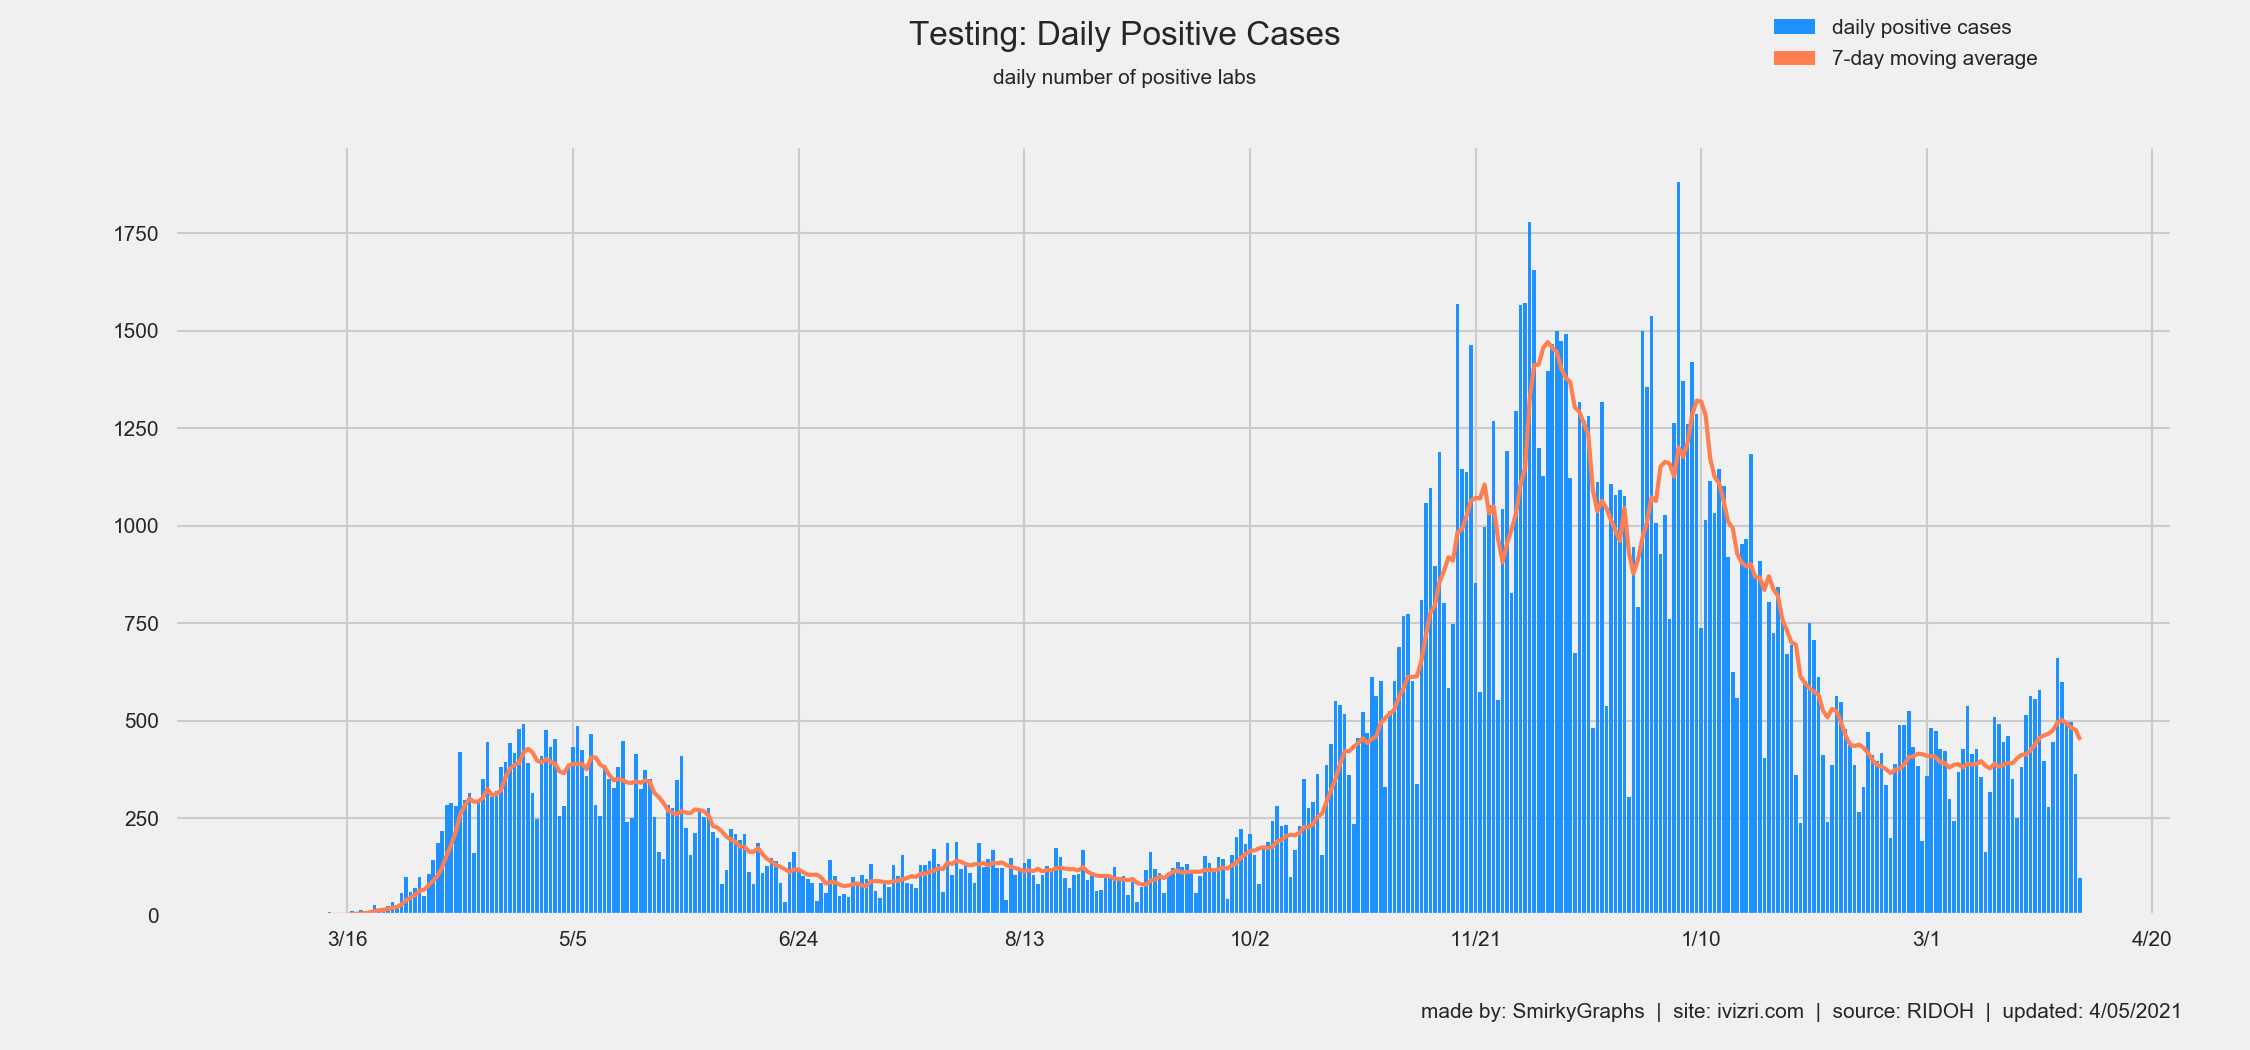 Testing: Daily Positive Cases
daily number of positive labs
daily positive cases
7-day moving average
1750
1500
1250
1000
750
500
250
0
3/16 5/5 6/24 8/13 10/2 11/21 1/10 3/1 4/20
made by: SmirkyGraphs | site: ivizri.com | source: RIDOH | updated: 4/05/2021